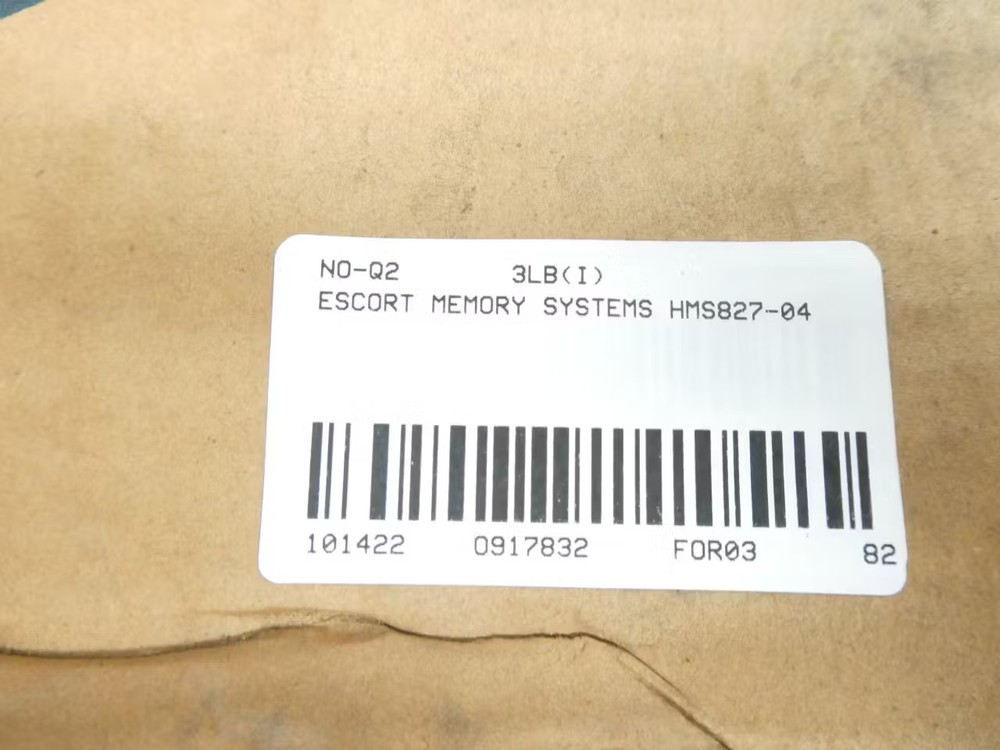 NO-Q2 3LB(I)
ESCORT MEMORY SYSTEMS HMS827-04
101422 0917832 FOR03 82